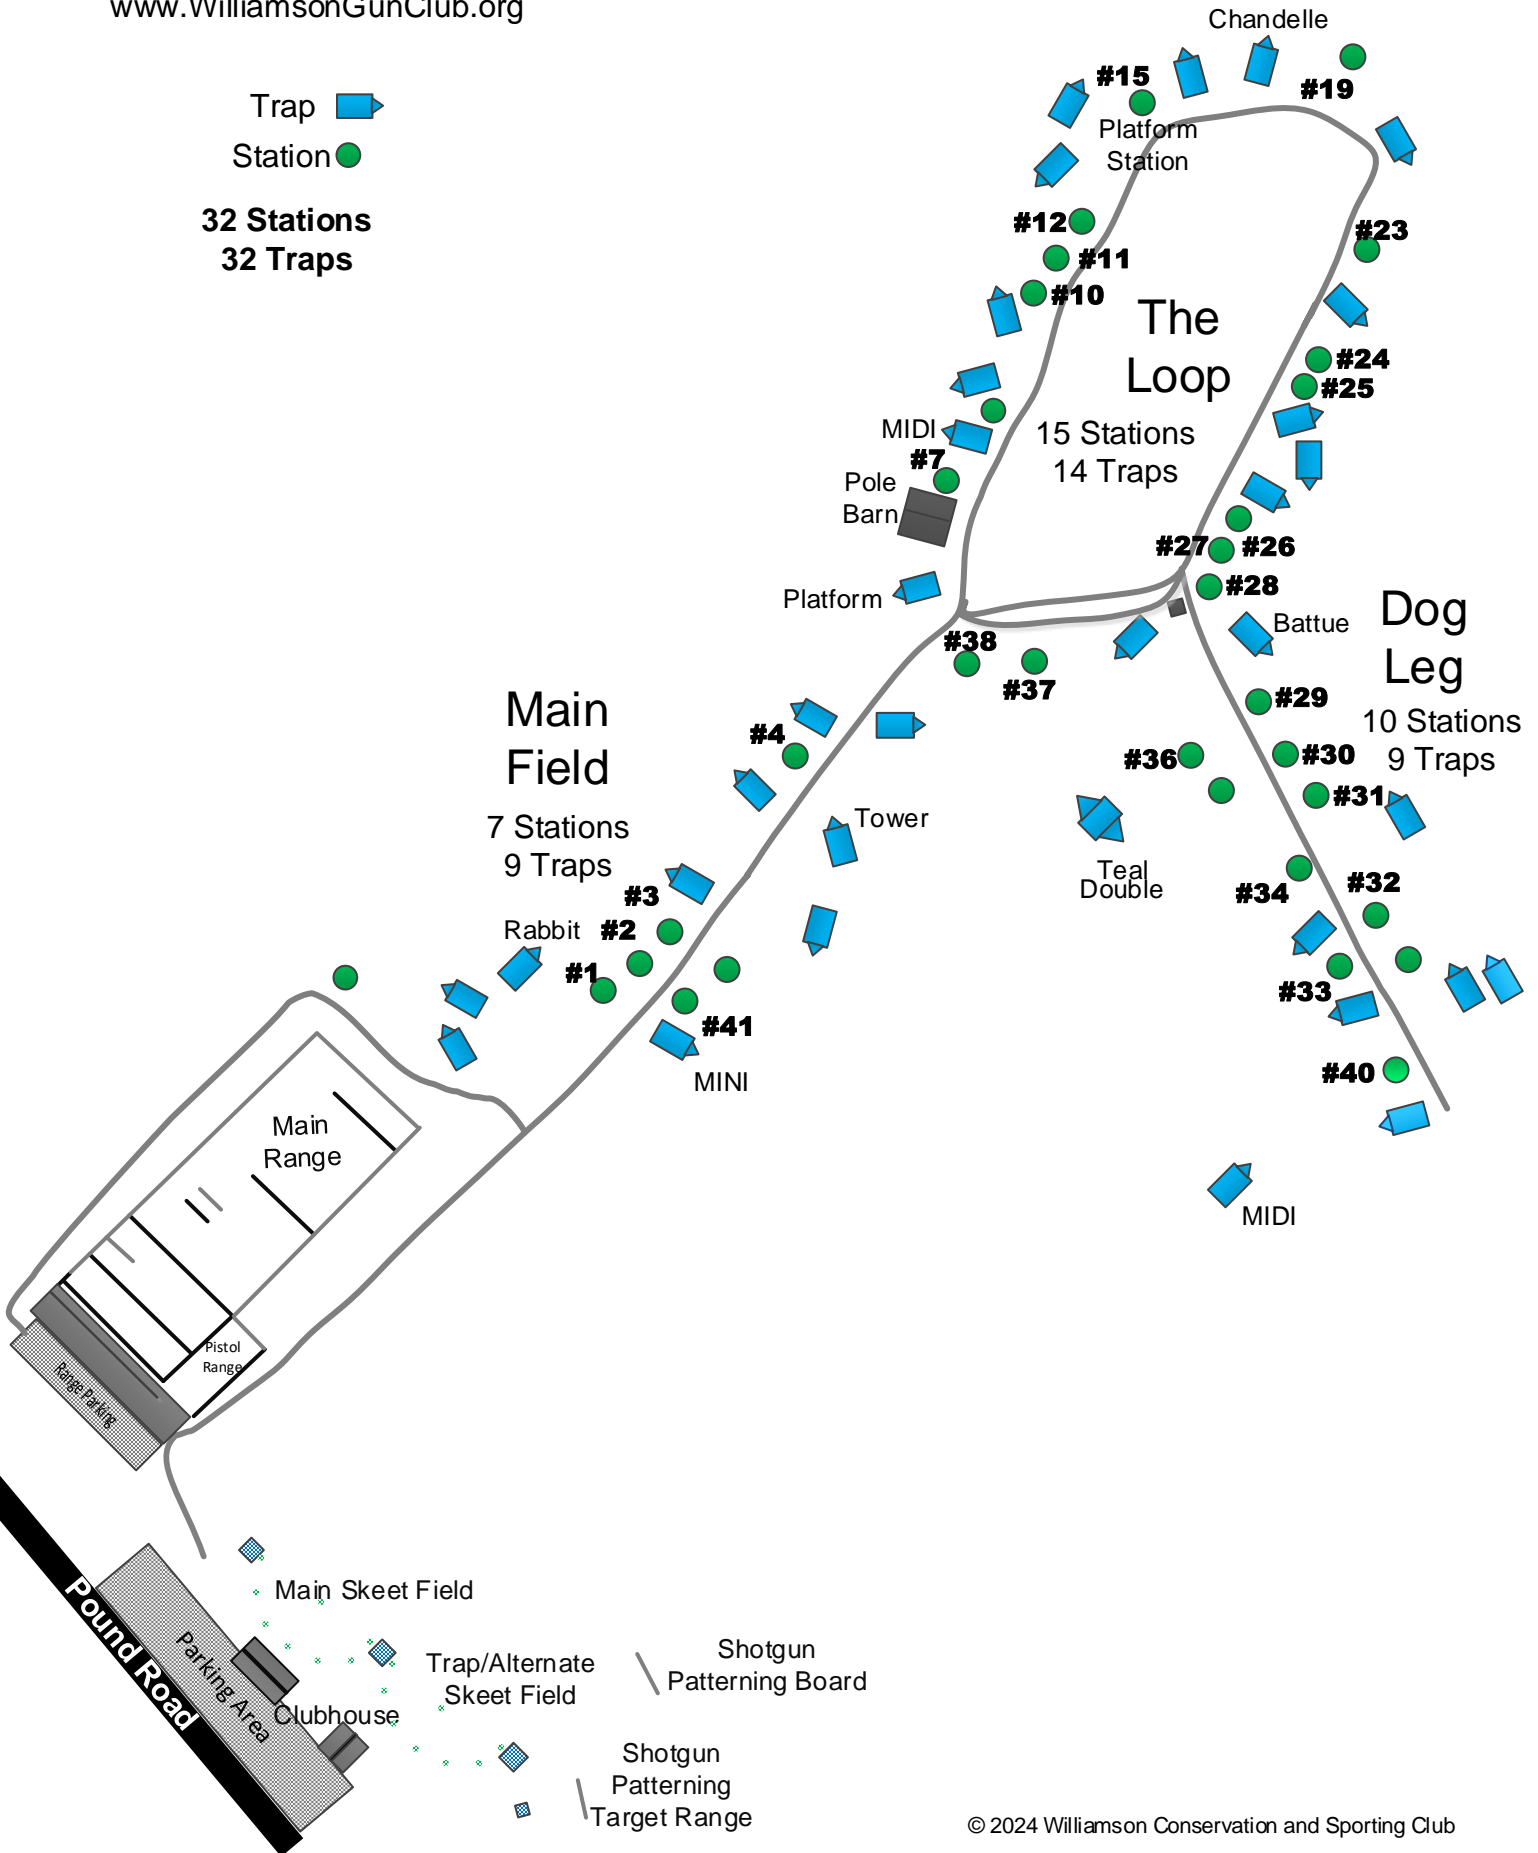 www.WilliamsonGunClub.org
Trap
Station
32 Stations
32 Traps
Chandelle
#15
#19
Platform
Station
#12
#11
#10
#23
The
Loop
15 Stations
14 Traps
#24
#25
MIDI
#7
Pole
Barn
#27
#26
#28
Platform
Battue
Dog
Leg
10 Stations
9 Traps
#38
#37
#29
#30
#31
#36
Main
Field
7 Stations
9 Traps
#4
Tower
Teal
Double
#34
#32
#3
#2
#1
Rabbit
#33
#41
MINI
#40
MIDI
Main
Range
Pistol
Range
Range Parking
Pound Road
Parking Area
Main Skeet Field
Clubhouse
Trap/Alternate
Skeet Field
Shotgun
Patterning Board
Shotgun
Patterning
Target Range
© 2024 Williamson Conservation and Sporting Club